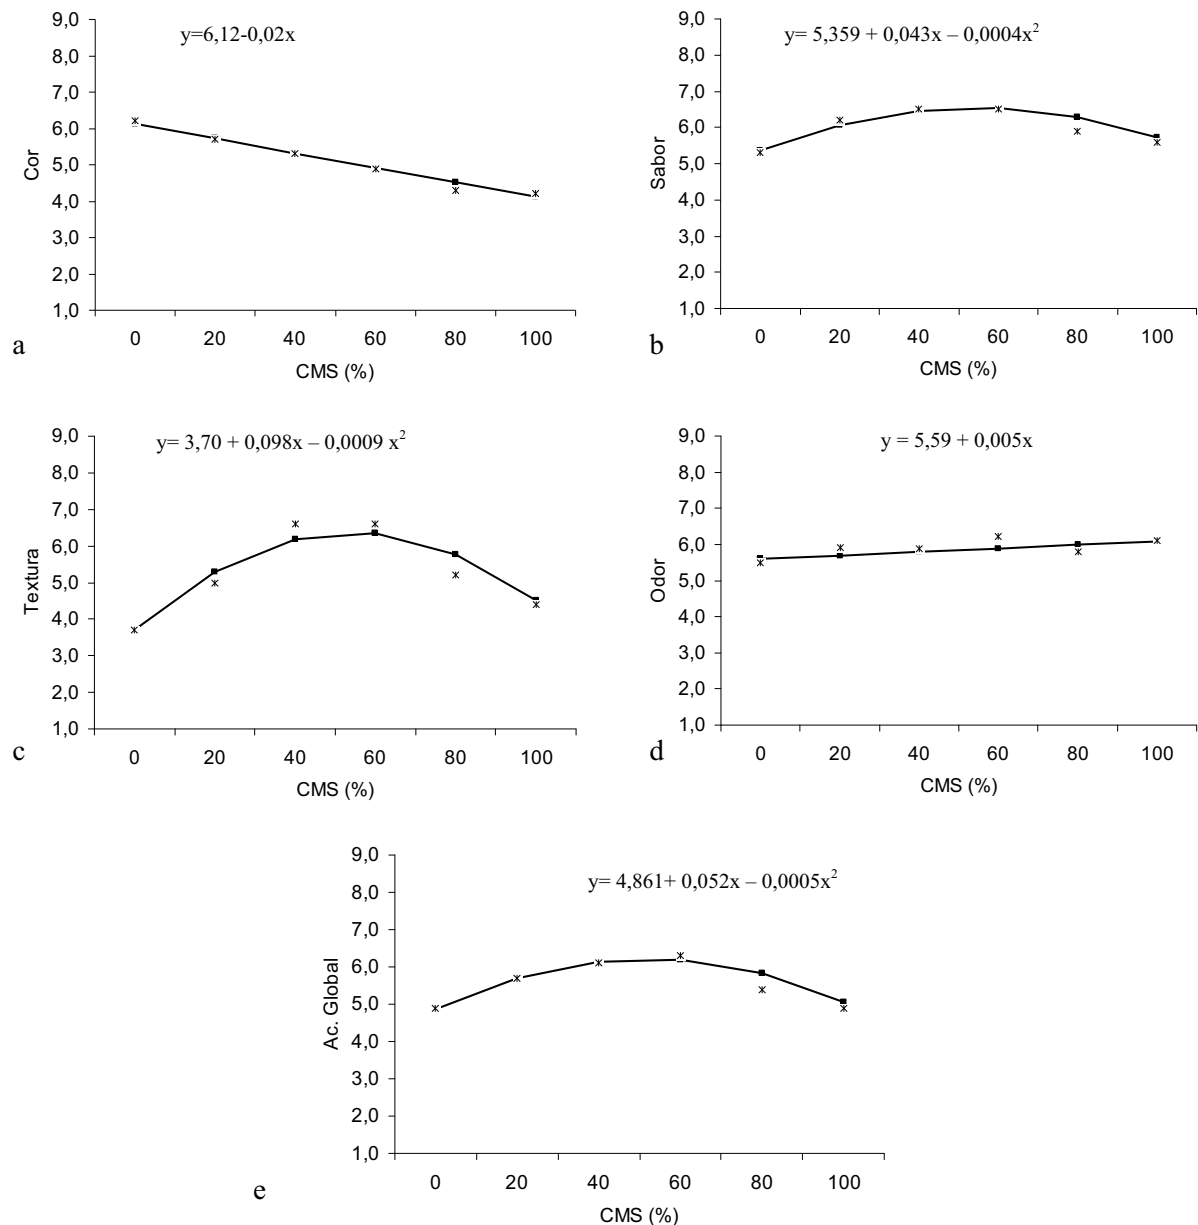 y=6,12-0,02x
9,0
8,0
7,0
6,0
5,0
4,0
3,0
2,0
1,0
Cor
0 20 40 60 80 100
CMS (%)
a
y= 5,359 + 0,043x – 0,0004x²
9,0
8,0
7,0
6,0
5,0
4,0
3,0
2,0
1,0
Sabor
0 20 40 60 80 100
CMS (%)
b
y= 3,70 + 0,098x – 0,0009 x²
9,0
8,0
7,0
6,0
5,0
4,0
3,0
2,0
1,0
Textura
0 20 40 60 80 100
CMS (%)
c
y = 5,59 + 0,005x
9,0
8,0
7,0
6,0
5,0
4,0
3,0
2,0
1,0
Odor
0 20 40 60 80 100
CMS (%)
d
y= 4,861+ 0,052x – 0,0005x²
9,0
8,0
7,0
6,0
5,0
4,0
3,0
2,0
1,0
Ac. Global
0 20 40 60 80 100
CMS (%)
e